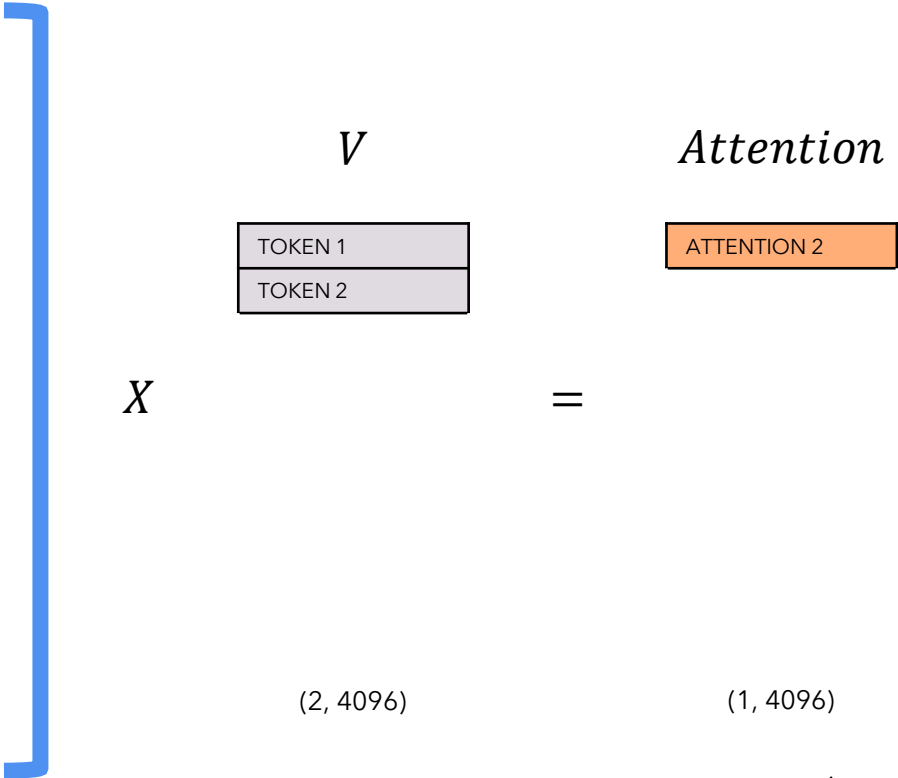 V Attention
TOKEN 1 ATTENTION 2
TOKEN 2
X =
(2, 4096) (1, 4096)